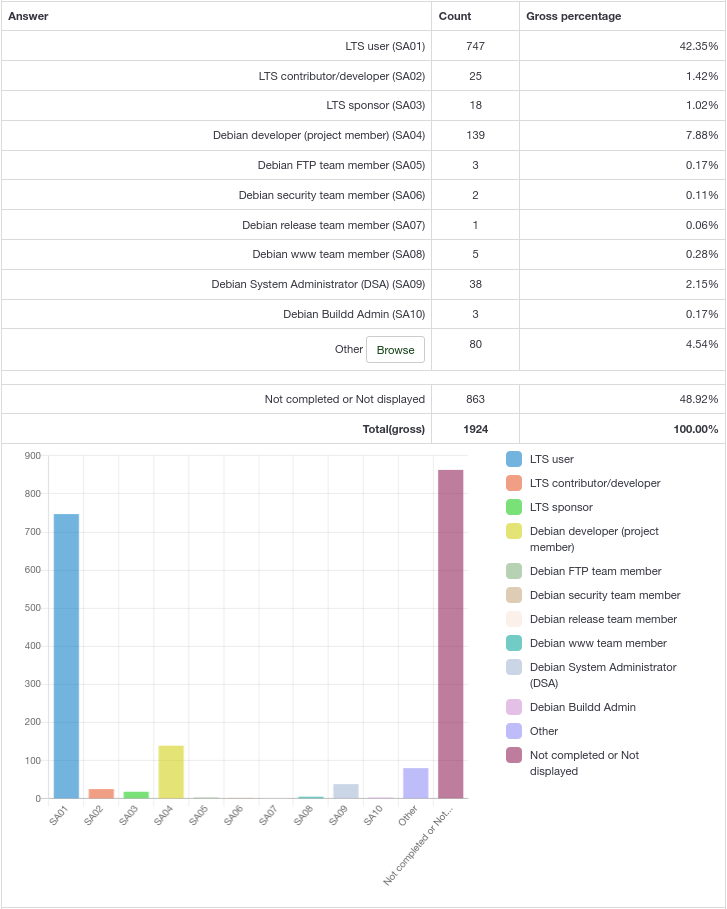 Answer Count Gross percentage
LTS user (SA01) 747 42.35%
LTS contributor/developer (SA02) 25 1.42%
LTS sponsor (SA03) 18 1.02%
Debian developer (project member) (SA04) 139 7.88%
Debian FTP team member (SA05) 3 0.17%
Debian security team member (SA06) 2 0.11%
Debian release team member (SA07) 1 0.06%
Debian www team member (SA08) 5 0.28%
Debian System Administrator (DSA) (SA09) 38 2.15%
Debian Buildd Admin (SA10) 3 0.17%
Other Browse 80 4.54%
Not completed or Not displayed 863 48.92%
Total(gross) 1924 100.00%
900
800
700
600
500
400
300
200
100
0
SA01 SA02 SA03 SA04 SA05 SA06 SA07 SA08 SA09 SA10 Other Not completed or Not...
LTS user
LTS contributor/developer
LTS sponsor
Debian developer (project
member)
Debian FTP team member
Debian security team member
Debian release team member
Debian www team member
Debian System Administrator
(DSA)
Debian Buildd Admin
Other
Not completed or Not
displayed